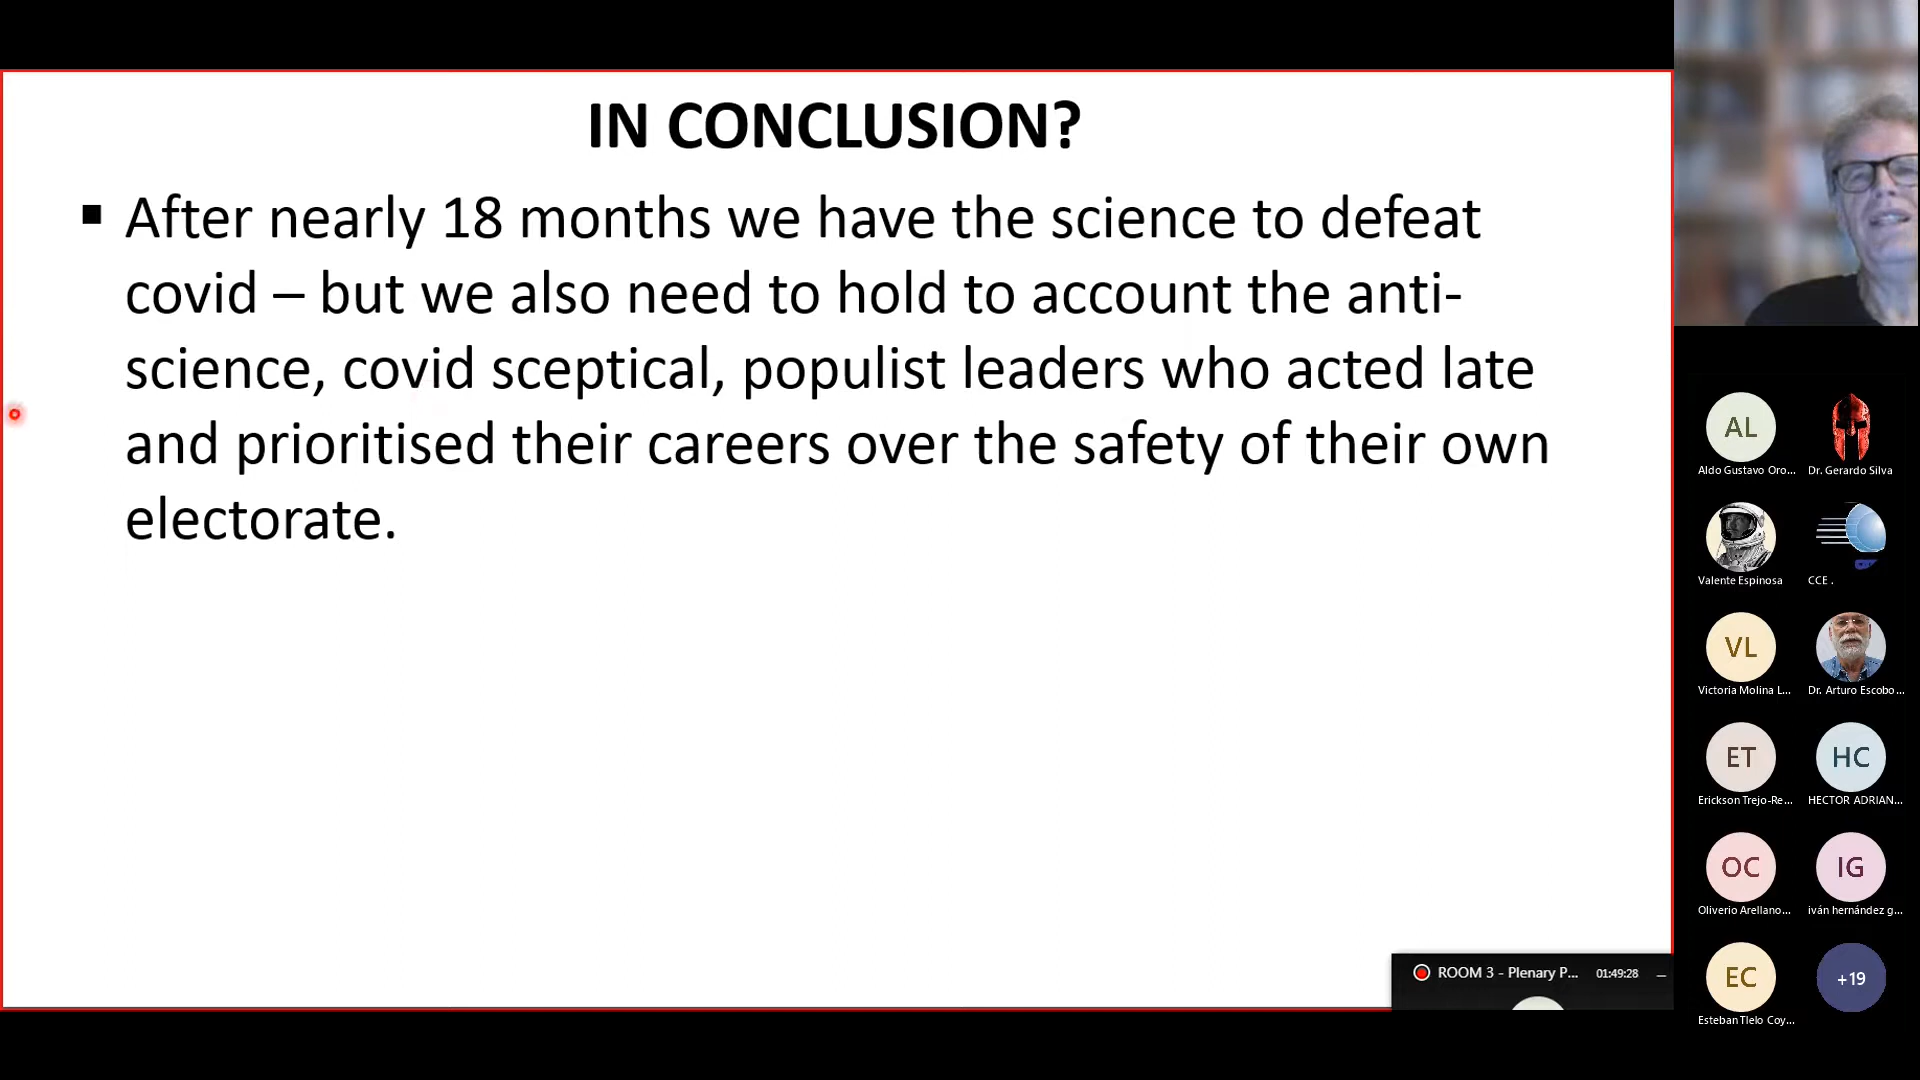 IN CONCLUSION?
▪ After nearly 18 months we have the science to defeat
covid – but we also need to hold to account the anti-
science, covid sceptical, populist leaders who acted late
and prioritised their careers over the safety of their own
electorate.
AL
Aldo Gustavo Oro...
Dr. Gerardo Silva
Valente Espinosa
CCE .
VL
Victoria Molina L...
Dr. Arturo Escobo...
ET
Erickson Trejo-Re...
HC
HECTOR ADRIAN...
OC
Oliverio Arellano...
IG
iván hernández g...
EC
Esteban Tlelo Coy...
+19
ROOM 3 - Plenary P... 01:49:28